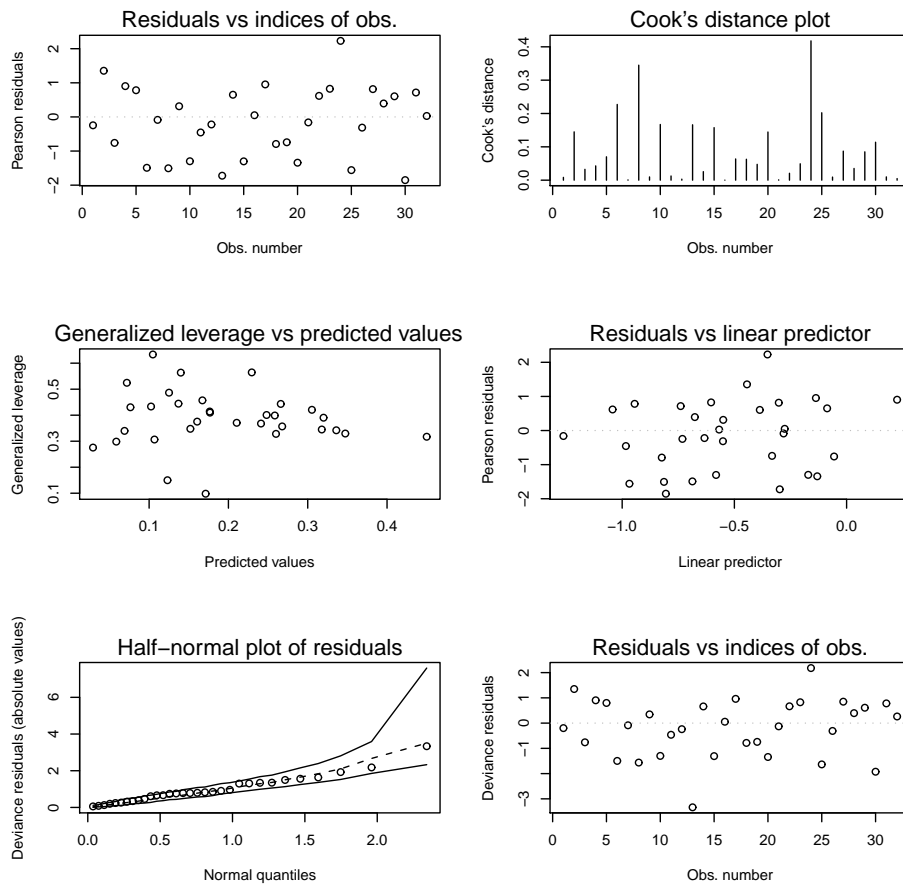 Residuals vs indices of obs.
Pearson residuals
2
1
0
−1
−2
0 5 10 15 20 25 30
Obs. number
Cook's distance plot
Cook's distance
0.4
0.3
0.2
0.1
0.0
0 5 10 15 20 25 30
Obs. number
Generalized leverage vs predicted values
Generalized leverage
0.5
0.3
0.1
0.1 0.2 0.3 0.4
Predicted values
Residuals vs linear predictor
Pearson residuals
2
1
0
−1
−2
−1.0 −0.5 0.0
Linear predictor
Half−normal plot of residuals
Deviance residuals (absolute values)
6
4
2
0
0.0 0.5 1.0 1.5 2.0
Normal quantiles
Residuals vs indices of obs.
Deviance residuals
2
1
0
−1
−3
0 5 10 15 20 25 30
Obs. number